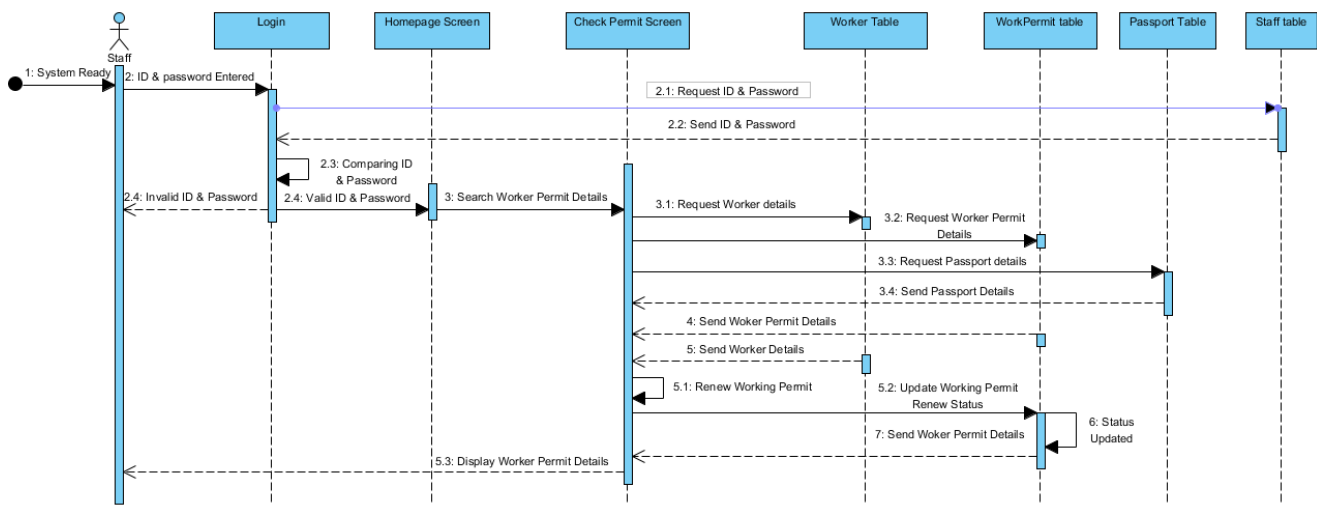 Login
Homepage Screen
Check Permit Screen
Worker Table
WorkPermit table
Passport Table
Staff table
Staff
1: System Ready
2: ID & password Entered
2.1: Request ID & Password
2.2: Send ID & Password
2.3: Comparing ID
& Password
2.4: Invalid ID & Password
2.4: Valid ID & Password
3: Search Worker Permit Details
3.1: Request Worker details
3.2: Request Worker Permit
Details
3.3: Request Passport details
3.4: Send Passport Details
4: Send Woker Permit Details
5: Send Worker Details
5.1: Renew Working Permit
5.2: Update Working Permit
Renew Status
6: Status
Updated
7: Send Woker Permit Details
5.3: Display Worker Permit Details